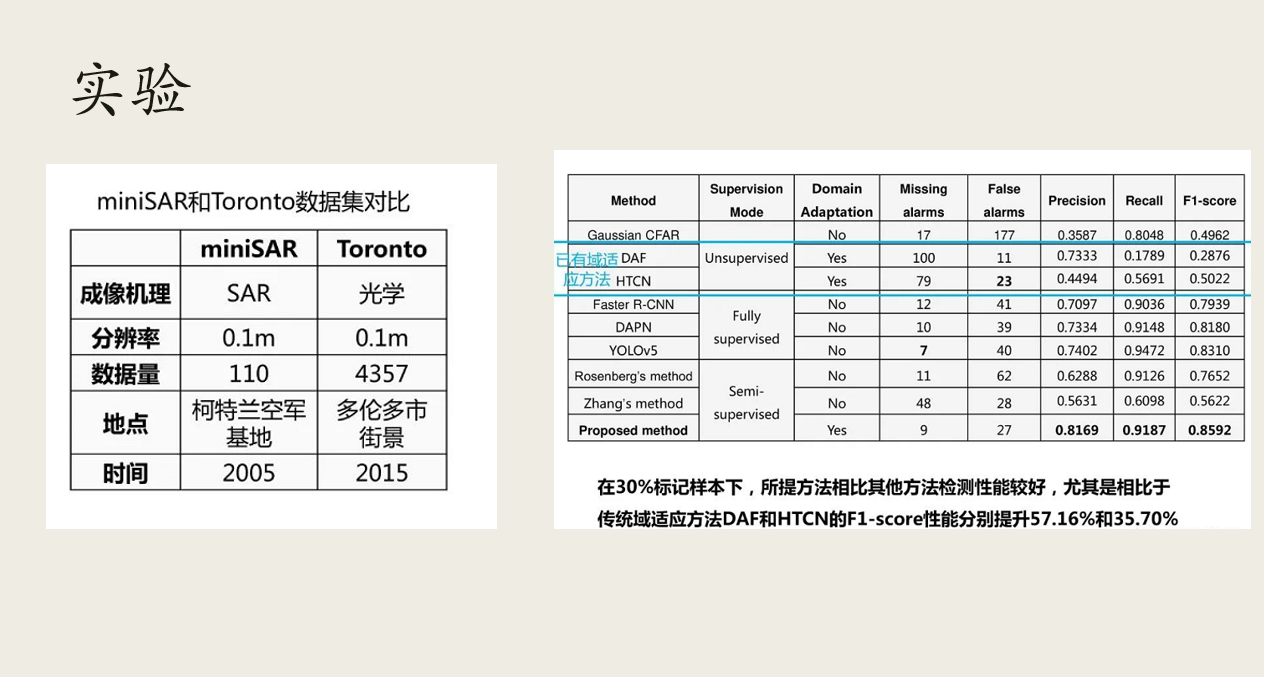 实验
miniSAR和Toronto数据集对比
miniSAR Toronto
成像机理 SAR 光学
分辨率 0.1m 0.1m
数据量 110 4357
地点 柯特兰空军基地 多伦多市街景
时间 2005 2015
Method Supervision Mode Domain Adaptation Missing alarms False alarms Precision Recall F1-score
Gaussian CFAR No 17 177 0.3587 0.8048 0.4962
已有域适应方法
DAF Unsupervised Yes 100 11 0.7333 0.1789 0.2876
HTCN Yes 79 23 0.4494 0.5691 0.5022
Faster R-CNN Fully supervised No 12 41 0.7097 0.9036 0.7939
DAPN No 10 39 0.7334 0.9148 0.8180
YOLOv5 No 7 40 0.7402 0.9472 0.8310
Rosenberg's method Semi-supervised No 11 62 0.6288 0.9126 0.7652
Zhang's method No 48 28 0.5631 0.6098 0.5622
Proposed method Yes 9 27 0.8169 0.9187 0.8592
在30%标记样本下，所提方法相比其他方法检测性能较好，尤其是相比于
传统域适应方法DAF和HTCN的F1-score性能分别提升57.16%和35.70%